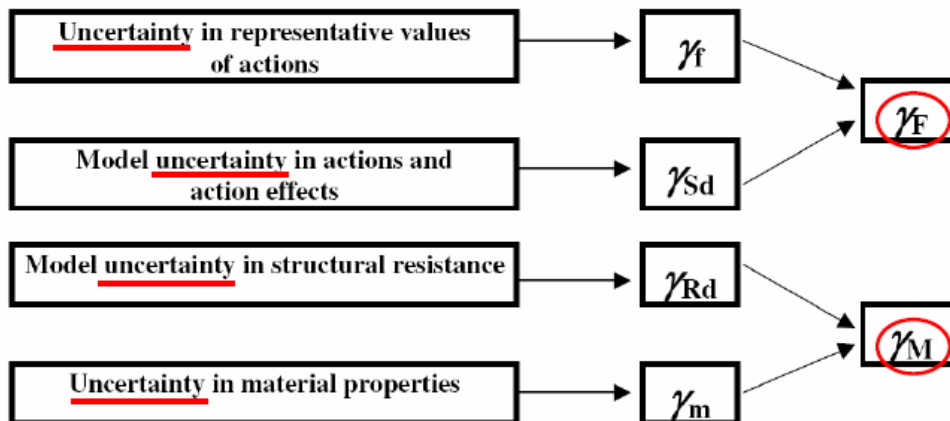 Uncertainty in representative values
of actions
γf
γF
Model uncertainty in actions and
action effects
γSd
Model uncertainty in structural resistance
γRd
γM
Uncertainty in material properties
γm